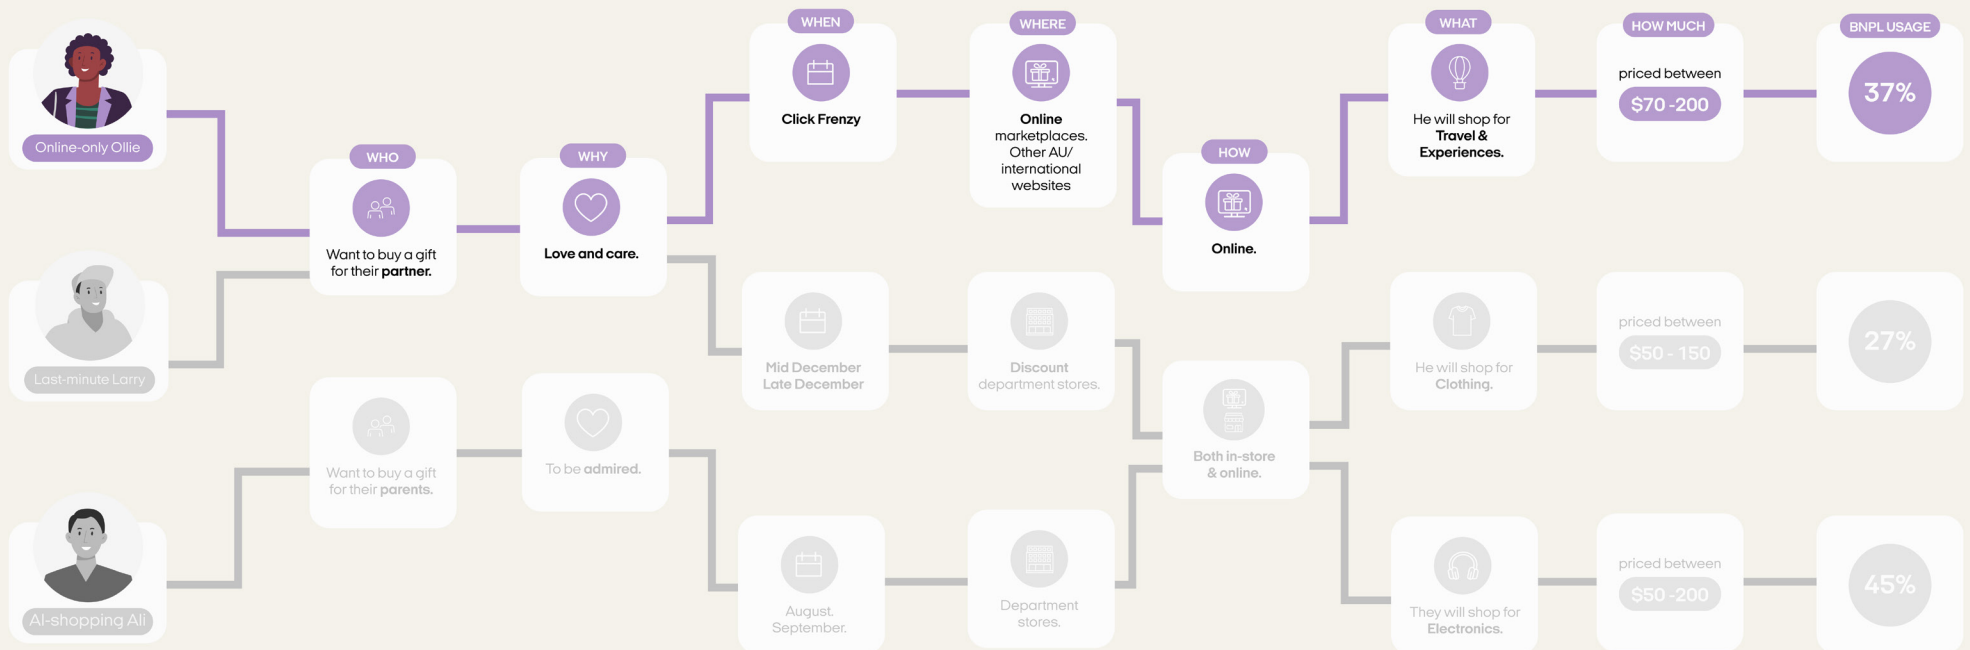 WHEN
WHERE
WHAT
HOW MUCH
BNPL USAGE
Online-only Ollie
WHO
Want to buy a gift
for their partner.
WHY
Love and care.
Click Frenzy
Online
marketplaces.
Other AU/
international
websites
HOW
Online.
He will shop for
Travel &
Experiences.
priced between
$70 -200
37%
Last-minute Larry
Mid December
Late December
Discount
department stores.
Both in-store
& online.
He will shop for
Clothing.
priced between
$50 - 150
27%
AI-shopping Ali
Want to buy a gift
for their parents.
To be admired.
August.
September.
Department
stores.
They will shop for
Electronics.
priced between
$50 -200
45%